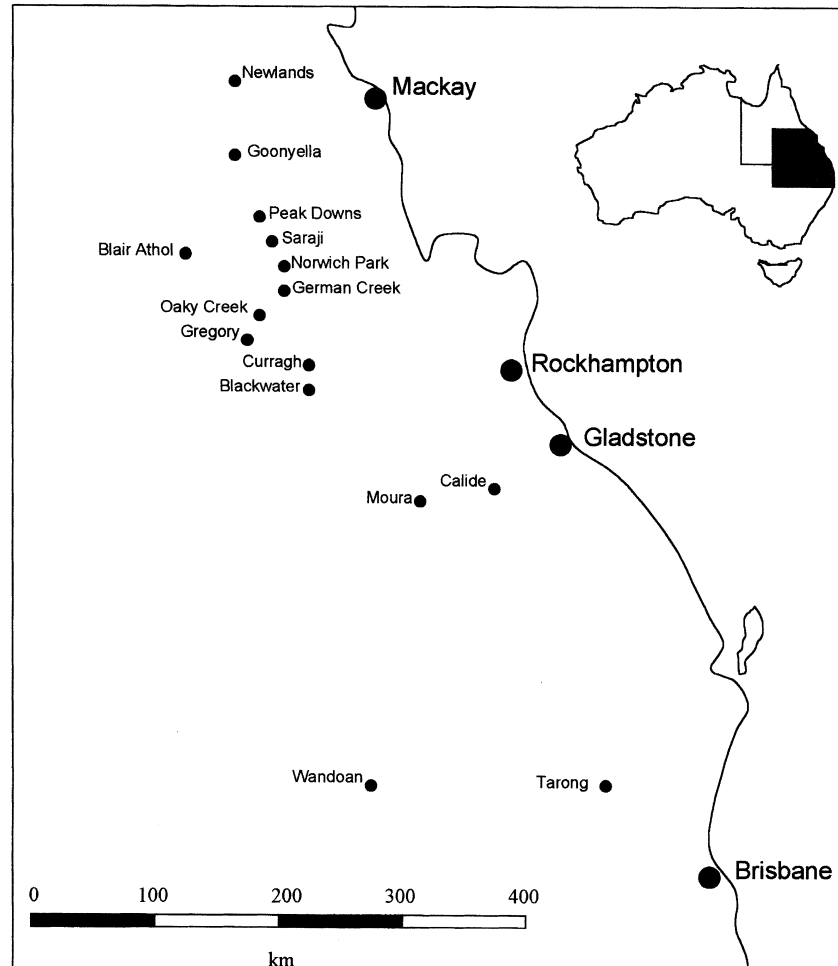 Newlands
Mackay
Goonyella
Peak Downs
Saraji
Blair Athol
Norwich Park
German Creek
Oaky Creek
Gregory
Curragh
Rockhampton
Blackwater
Gladstone
Calide
Moura
Wandoan
Tarong
Brisbane
0 100 200 300 400
km